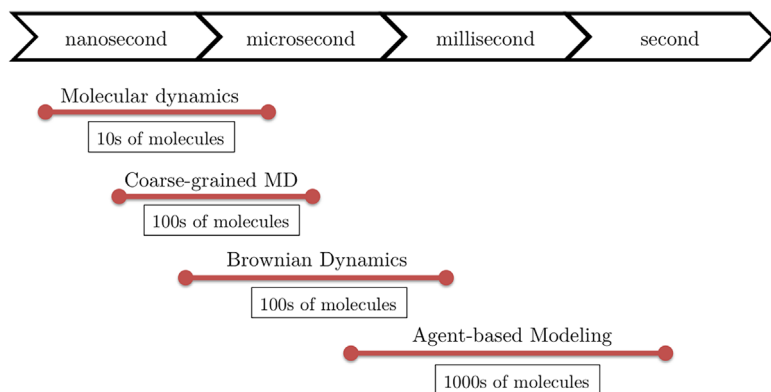 nanosecond microsecond millisecond second
Molecular dynamics
10s of molecules
Coarse-grained MD
100s of molecules
Brownian Dynamics
100s of molecules
Agent-based Modeling
1000s of molecules